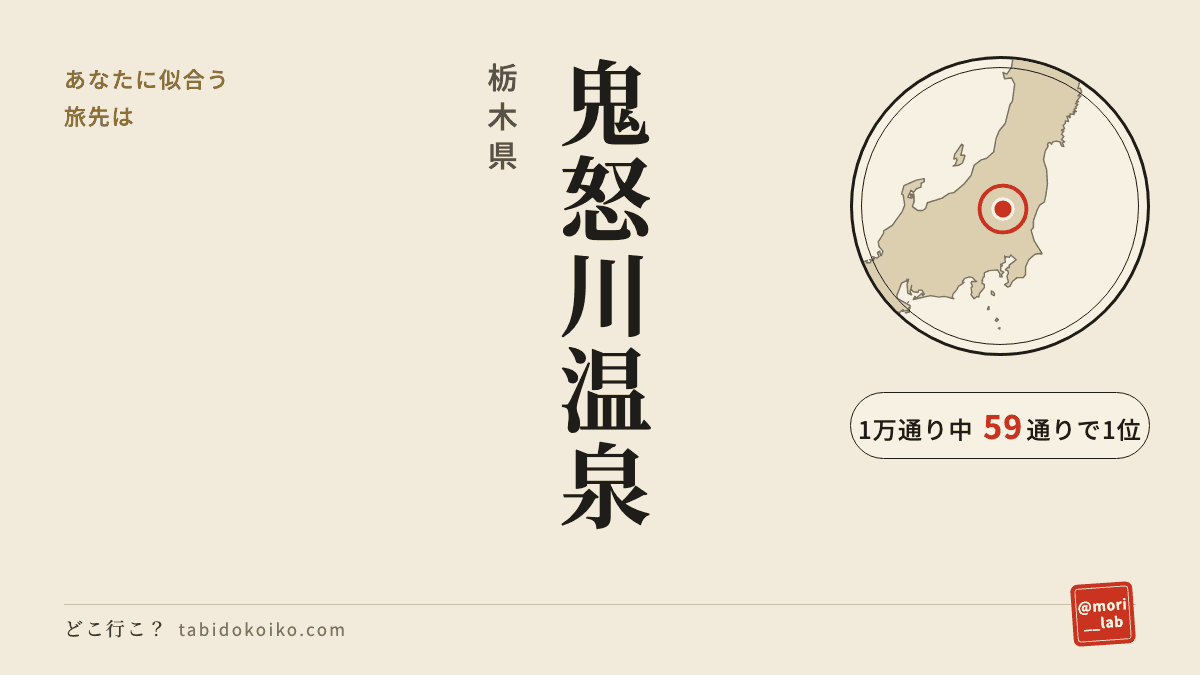 あなたに似合う
旅先は
栃木県
鬼怒川温泉
1万通り中 59通りで1位
どこ行こ? tabidokoiko.com
@mori
__lab